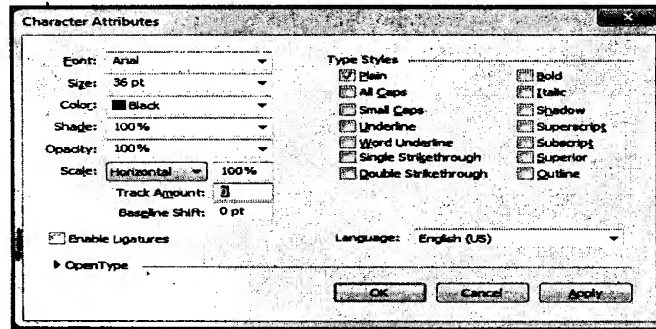 Character Attributes
Font: Arial
Size: 36 pt
Color: Black
Shade: 100%
Opacity: 100%
Scale: Horizontal 100%
Track Amount: 0
Baseline Shift: 0 pt
Enable Ligatures
OpenType
Type Styles
Plain
All Caps
Small Caps
Underline
Word Underline
Single Strikethrough
Double Strikethrough
Bold
Italic
Shadow
Superscript
Subscript
Superior
Outline
Language: English (US)
OK Cancel Apply